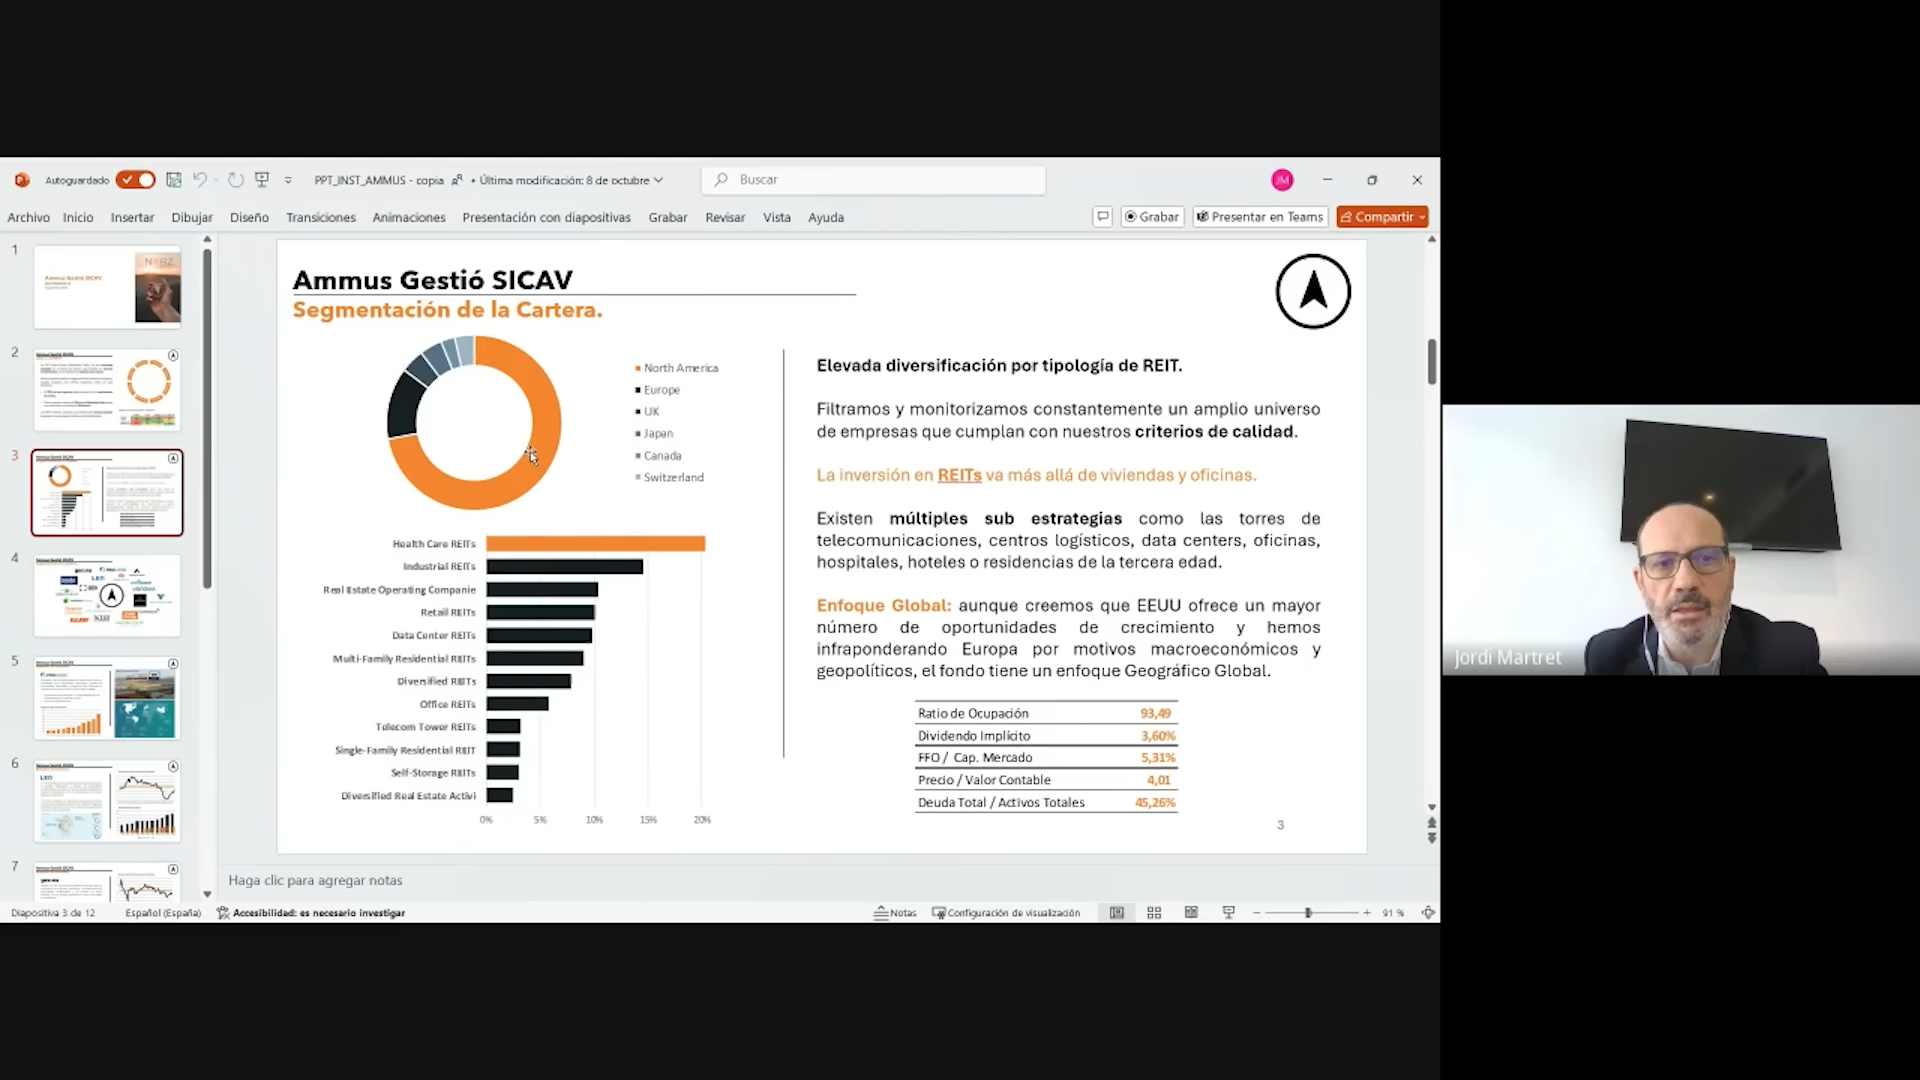 Autoguardado
PPT_INST_AMMUS - copia
• Última modificación: 8 de octubre
Buscar
JM
Archivo Inicio Insertar Dibujar Diseño Transiciones Animaciones Presentación con diapositivas Grabar Revisar Vista Ayuda
Grabar
Presentar en Teams
Compartir
1
2
3
4
5
6
7
Ammus Gestió SICAV
Segmentación de la Cartera.
North America
Europe
UK
Japan
Canada
Switzerland
Health Care REITs
Industrial REITs
Real Estate Operating Companie
Retail REITs
Data Center REITs
Multi-Family Residential REITs
Diversified REITs
Office REITs
Telecom Tower REITs
Single-Family Residential REIT
Self-Storage REITs
Diversified Real Estate Activi
0% 5% 10% 15% 20%
Elevada diversificación por tipología de REIT.
Filtramos y monitorizamos constantemente un amplio universo
de empresas que cumplan con nuestros criterios de calidad.
La inversión en REITs va más allá de viviendas y oficinas.
Existen múltiples sub estrategias como las torres de
telecomunicaciones, centros logísticos, data centers, oficinas,
hospitales, hoteles o residencias de la tercera edad.
Enfoque Global: aunque creemos que EEUU ofrece un mayor
número de oportunidades de crecimiento y hemos
infraponderando Europa por motivos macroeconómicos y
geopolíticos, el fondo tiene un enfoque Geográfico Global.
Ratio de Ocupación 93,49
Dividendo Implícito 3,60%
FFO / Cap. Mercado 5,31%
Precio / Valor Contable 4,01
Deuda Total / Activos Totales 45,26%
3
Jordi Martret
Haga clic para agregar notas
Diapositiva 3 de 12
Español (España)
Accesibilidad: es necesario investigar
Notas
Configuración de visualización
91 %